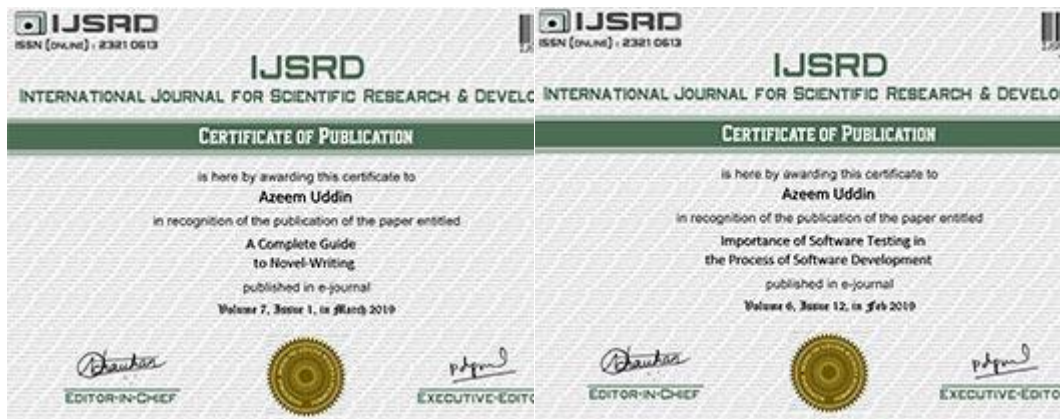 IJSRD
ISSN (ONLINE) : 2321 0613
IJSRD
INTERNATIONAL JOURNAL FOR SCIENTIFIC RESEARCH & DEVELO
CERTIFICATE OF PUBLICATION
is here by awarding this certificate to
Azeem Uddin
in recognition of the publication of the paper entitled
A Complete Guide
to Novel-Writing
published in e-journal
Volume 7, Issue 1, in March 2019
EDITOR-IN-CHIEF
EXECUTIVE-EDITO
IJSRD
ISSN (ONLINE) : 2321 0613
IJSRD
INTERNATIONAL JOURNAL FOR SCIENTIFIC RESEARCH & DEVELO
CERTIFICATE OF PUBLICATION
is here by awarding this certificate to
Azeem Uddin
in recognition of the publication of the paper entitled
Importance of Software Testing in
the Process of Software Development
published in e-journal
Volume 6, Issue 12, in Feb 2019
EDITOR-IN-CHIEF
EXECUTIVE-EDITO